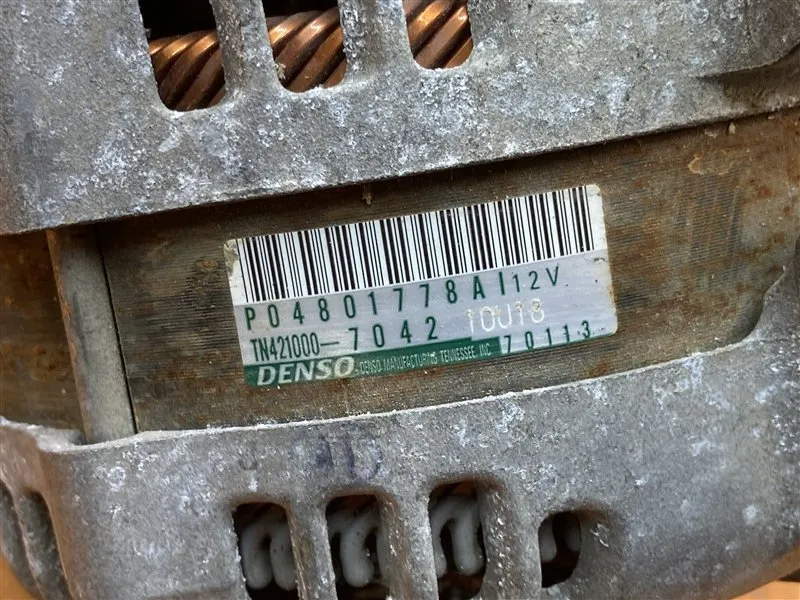 P04801778AI 12V
TN421000-7042 10U18
DENSO DENSO MANUFACTURING TENNESSEE, INC. 70113